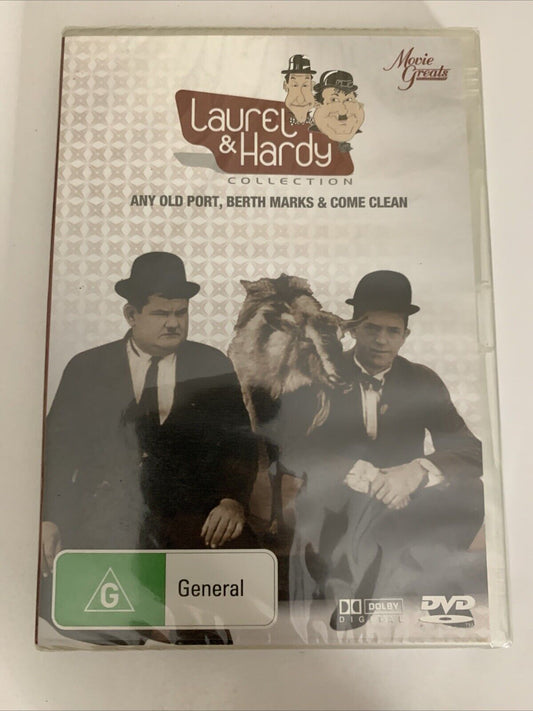 Movie
Greats
Laurel
& Hardy
COLLECTION
ANY OLD PORT, BERTH MARKS & COME CLEAN
G
General
DOLBY
DIGITAL
DVD